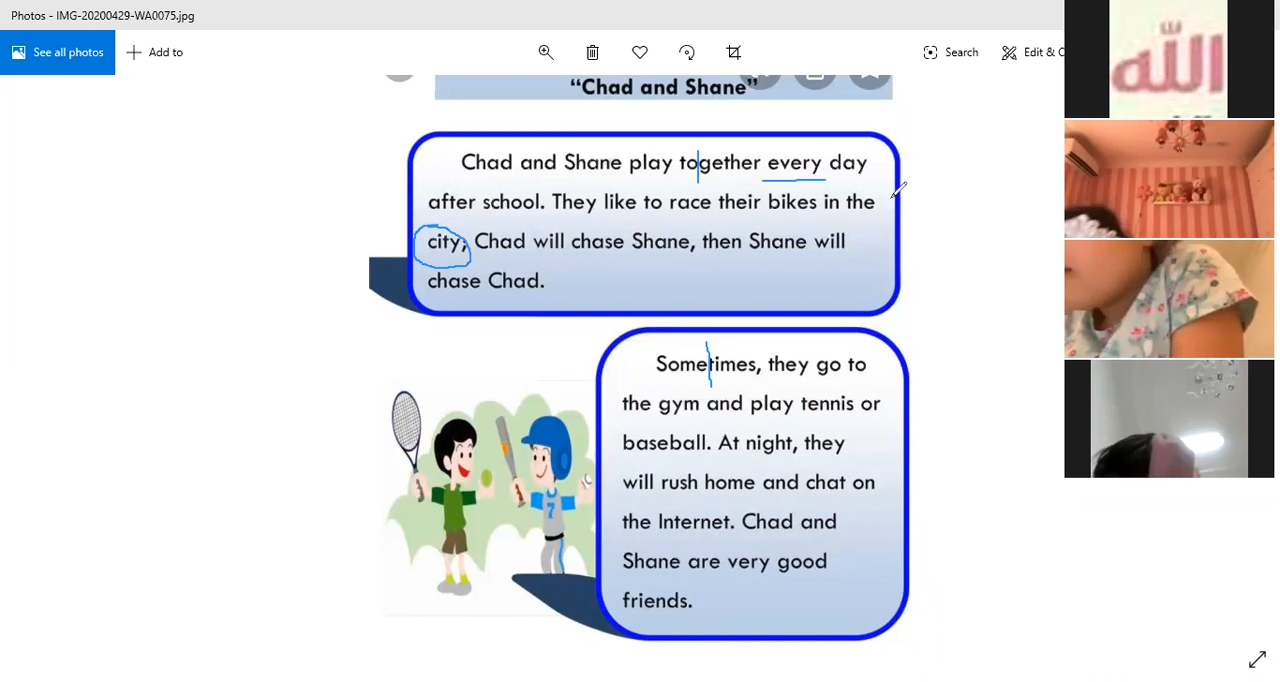 Photos - IMG-20200429-WA0075.jpg
See all photos
Add to
Search
Edit & C
“Chad and Shane”
Chad and Shane play together every day
after school. They like to race their bikes in the
city; Chad will chase Shane, then Shane will
chase Chad.
Sometimes, they go to
the gym and play tennis or
baseball. At night, they
will rush home and chat on
the Internet. Chad and
Shane are very good
friends.
7
الله